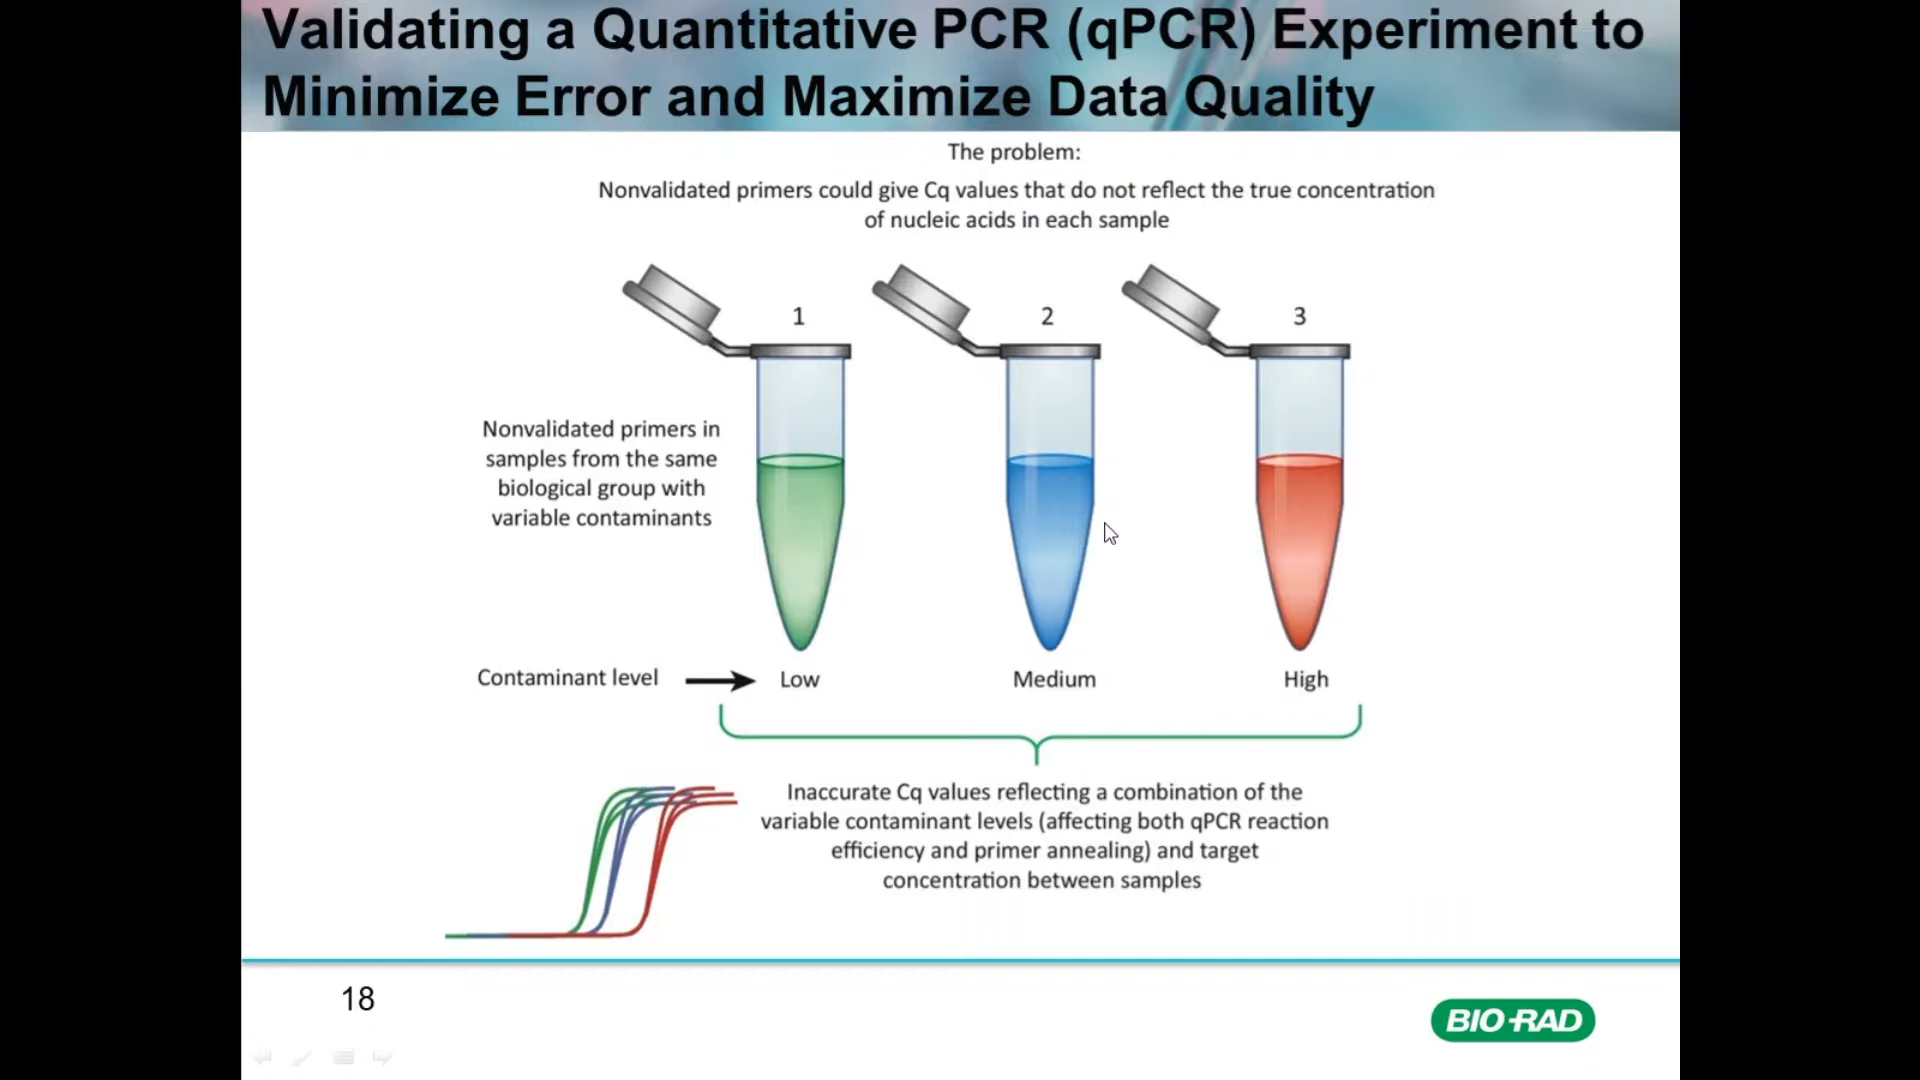 Validating a Quantitative PCR (qPCR) Experiment to
Minimize Error and Maximize Data Quality
The problem:
Nonvalidated primers could give Cq values that do not reflect the true concentration
of nucleic acids in each sample
1
2
3
Nonvalidated primers in
samples from the same
biological group with
variable contaminants
Contaminant level
Low
Medium
High
Inaccurate Cq values reflecting a combination of the
variable contaminant levels (affecting both qPCR reaction
efficiency and primer annealing) and target
concentration between samples
18
BIO-RAD